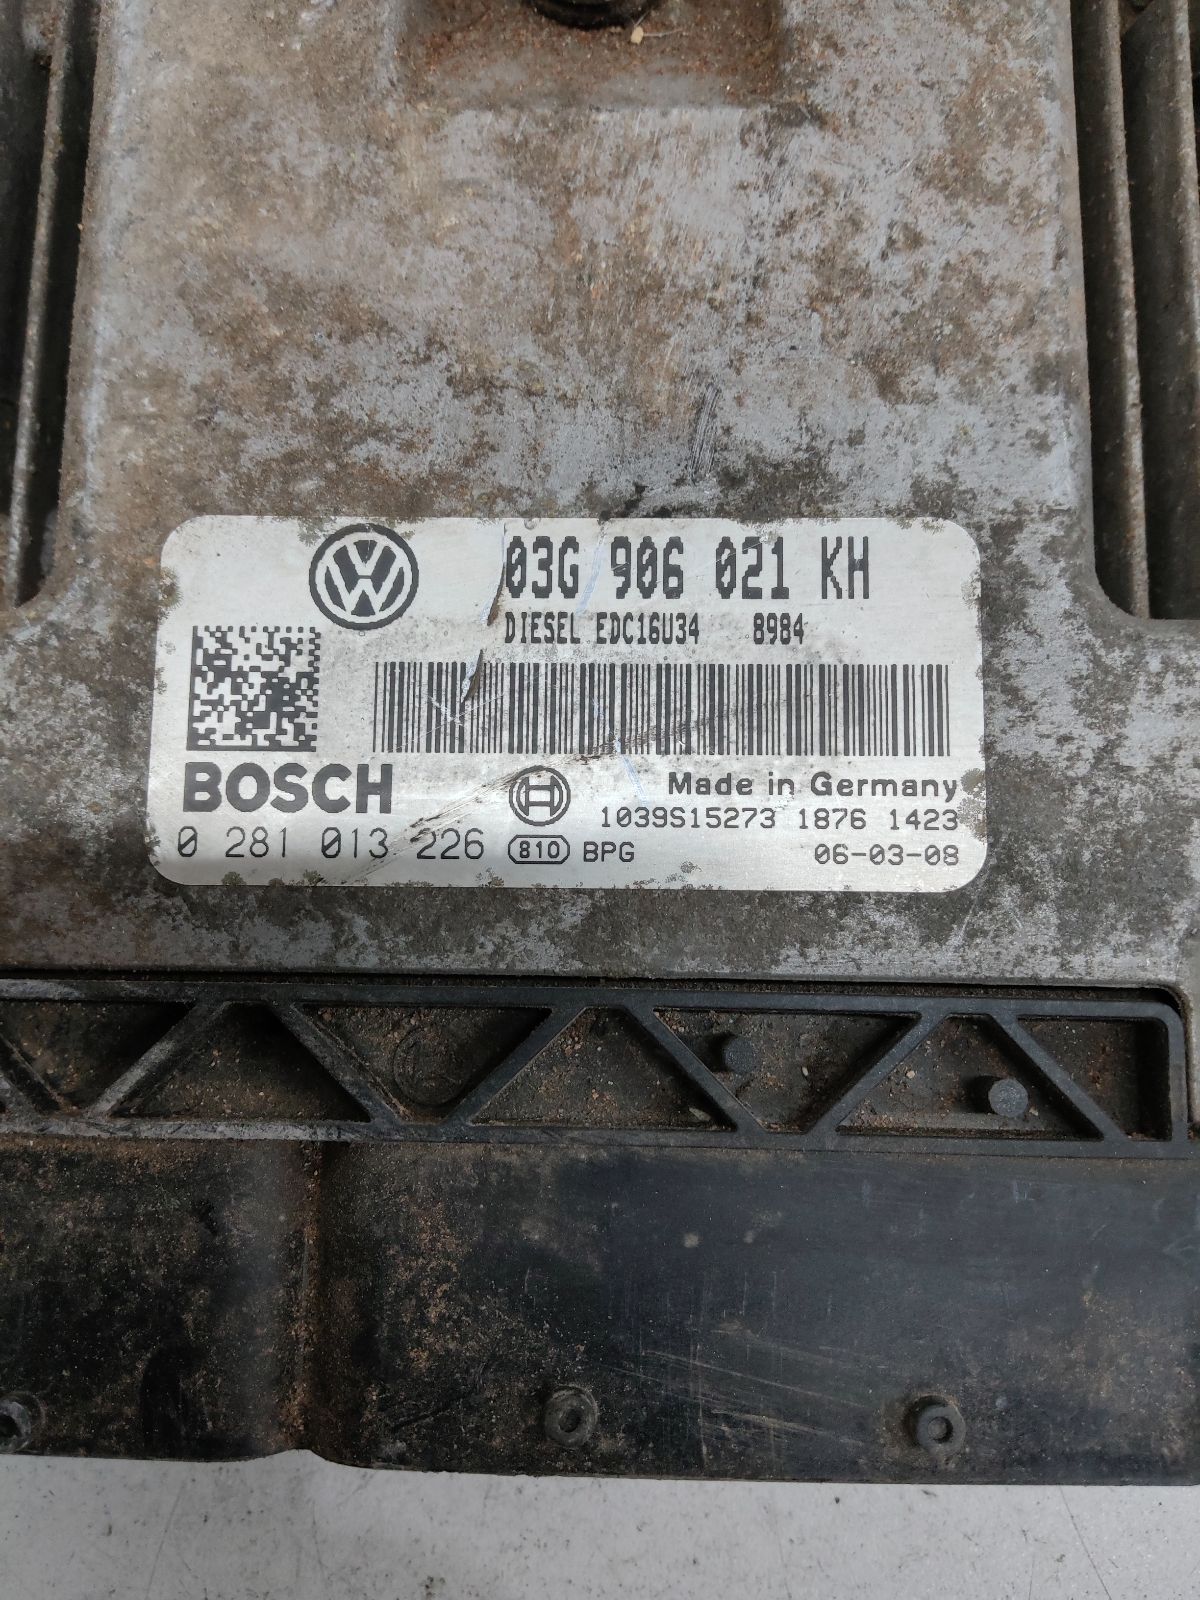 03G 906 021 KH
DIESEL EDC16U34 8984
BOSCH
Made in Germany
1039S15273 1876 1423
0 281 013 226 810 BPG 06-03-08